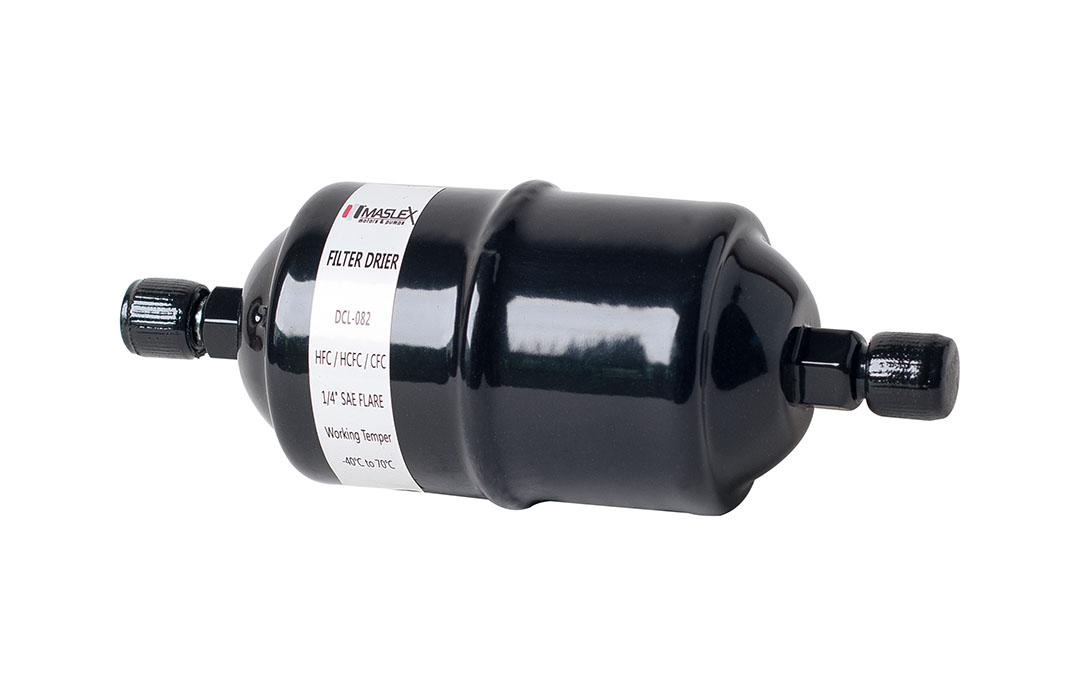 MASLEX
motors & pumps
FILTER DRIER
DCL-082
HFC / HCFC / CFC
1/4" SAE FLARE
Working Temper
-40℃ to 70℃